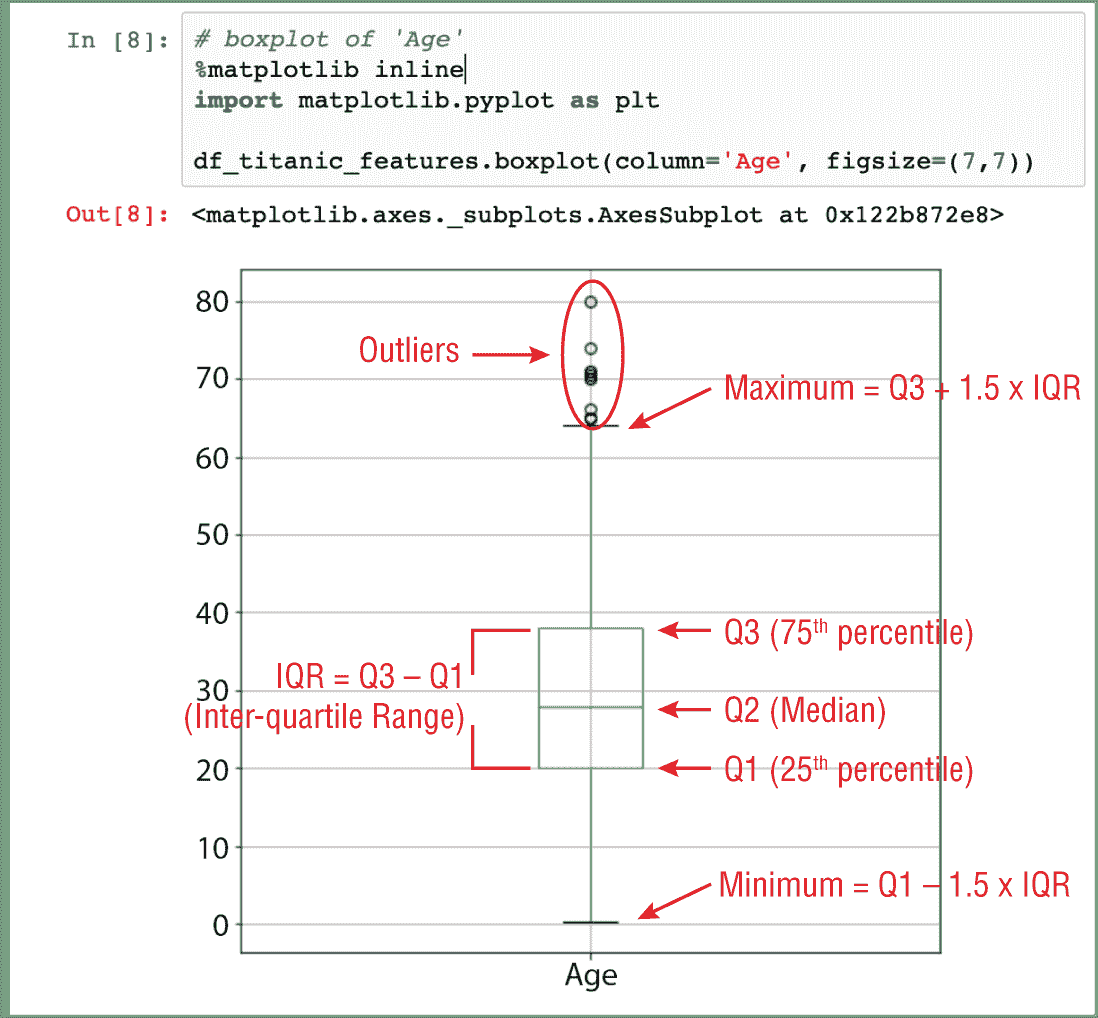 In [8]:
# boxplot of 'Age'
%matplotlib inline
import matplotlib.pyplot as plt
df_titanic_features.boxplot(column='Age', figsize=(7,7))
Out[8]: <matplotlib.axes._subplots.AxesSubplot at 0x122b872e8>
80
Outliers
70
Maximum = Q3 + 1.5 x IQR
60
50
40
Q3 (75th percentile)
IQR = Q3 – Q1
30
(Inter-quartile Range)
Q2 (Median)
20
Q1 (25th percentile)
10
Minimum = Q1 – 1.5 x IQR
0
Age